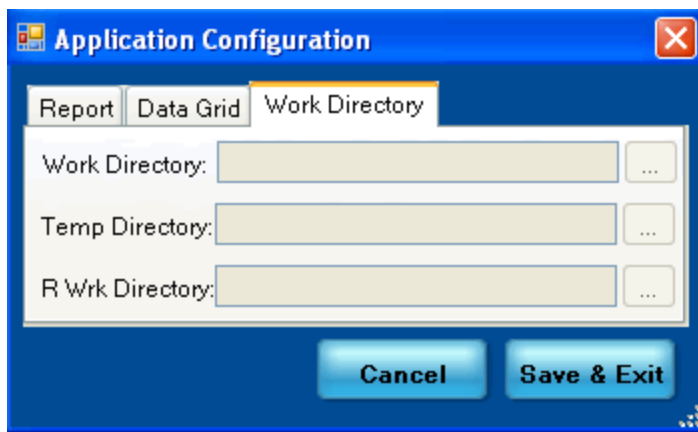 Application Configuration
Report Data Grid Work Directory
Work Directory: ...
Temp Directory: ...
R Wrk Directory: ...
Cancel Save & Exit